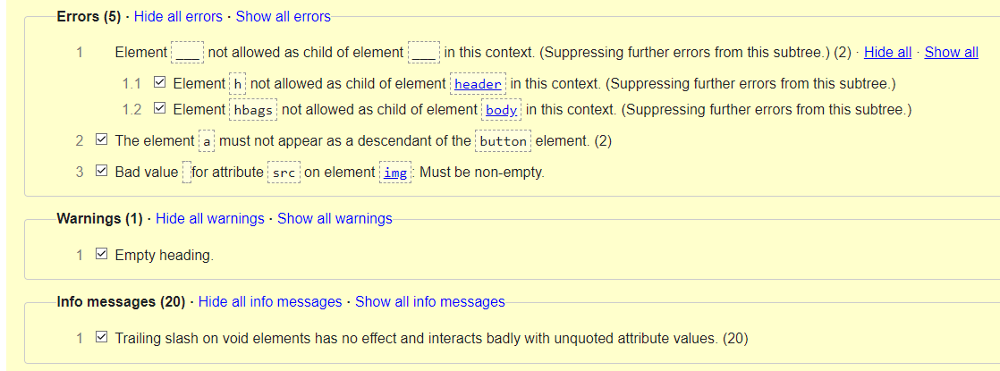 Errors (5) · Hide all errors · Show all errors
1 Element ___ not allowed as child of element ___ in this context. (Suppressing further errors from this subtree.) (2) · Hide all · Show all
1.1 Element h not allowed as child of element header in this context. (Suppressing further errors from this subtree.)
1.2 Element hbags not allowed as child of element body in this context. (Suppressing further errors from this subtree.)
2 The element a must not appear as a descendant of the button element. (2)
3 Bad value for attribute src on element img: Must be non-empty.
Warnings (1) · Hide all warnings · Show all warnings
1 Empty heading.
Info messages (20) · Hide all info messages · Show all info messages
1 Trailing slash on void elements has no effect and interacts badly with unquoted attribute values. (20)